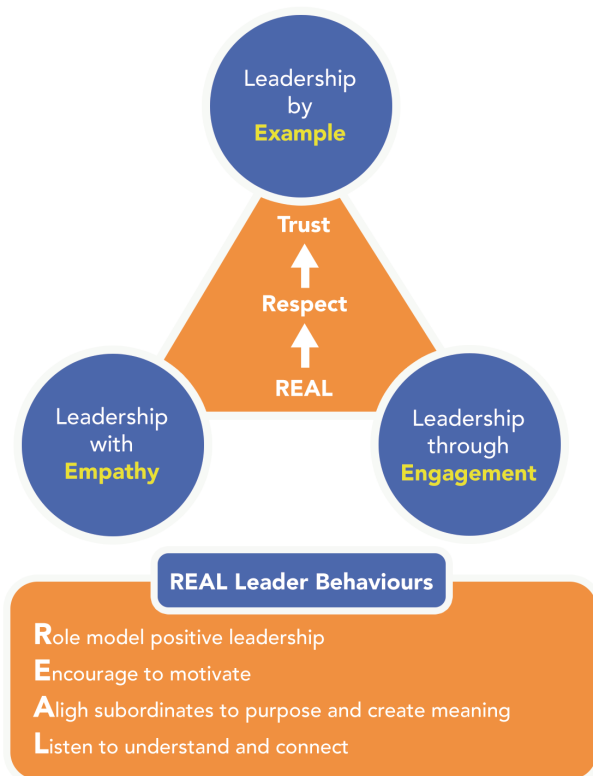 Leadership
by
Example
Trust
Respect
REAL
Leadership
with
Empathy
Leadership
through
Engagement
REAL Leader Behaviours
Role model positive leadership
Encourage to motivate
Aligh subordinates to purpose and create meaning
Listen to understand and connect